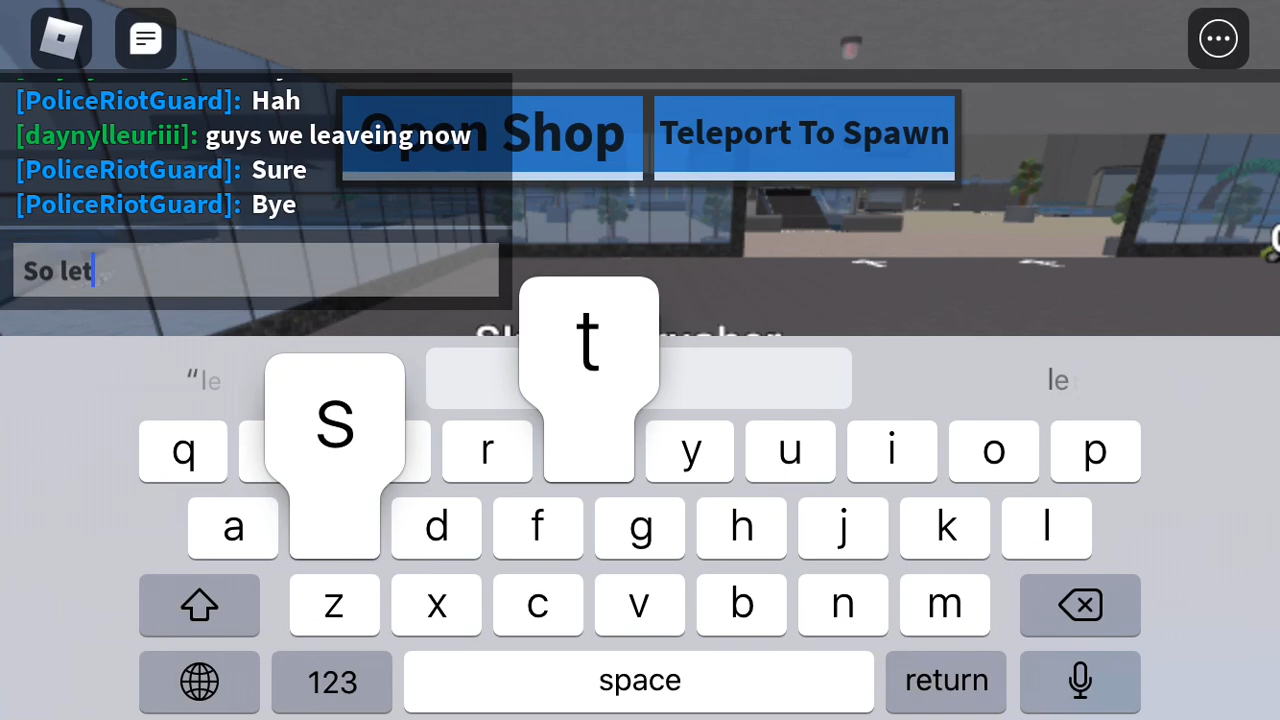 [PoliceRiotGuard]: Hah
Open Shop
Teleport To Spawn
[daynylleuriii]: guys we leaveing now
[PoliceRiotGuard]: Sure
[PoliceRiotGuard]: Bye
So let
t
"le
le
s
q r y u i o p
a d f g h j k l
z x c v b n m
123 space return